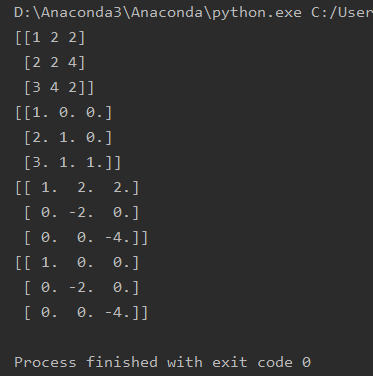 D:\Anaconda3\Anaconda\python.exe C:/User
[[1 2 2]
 [2 2 4]
 [3 4 2]]
[[1. 0. 0.]
 [2. 1. 0.]
 [3. 1. 1.]]
[[ 1.  2.  2.]
 [ 0. -2.  0.]
 [ 0.  0. -4.]]
[[ 1.  0.  0.]
 [ 0. -2.  0.]
 [ 0.  0. -4.]]
Process finished with exit code 0